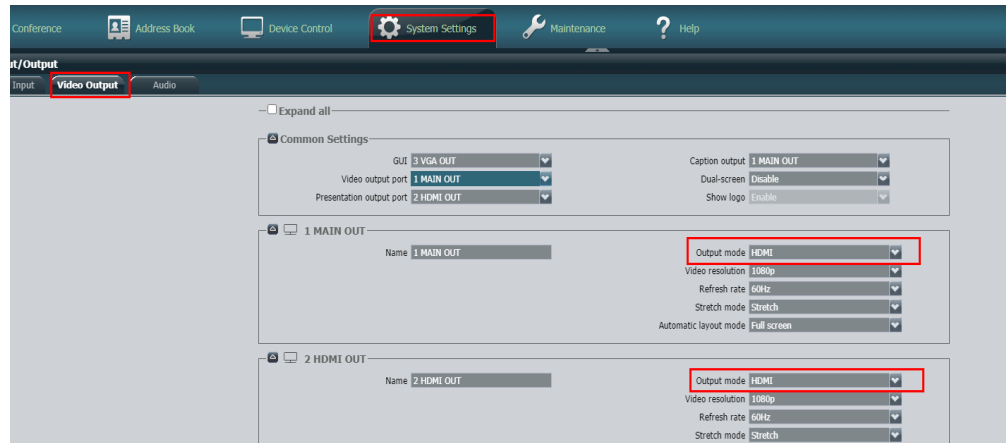 Conference Address Book Device Control System Settings Maintenance ? Help
ut/Output
Input Video Output Audio
Expand all
Common Settings
GUI 3 VGA OUT Caption output 1 MAIN OUT
Video output port 1 MAIN OUT Dual-screen Disable
Presentation output port 2 HDMI OUT Show logo Enable
1 MAIN OUT
Name 1 MAIN OUT Output mode HDMI
Video resolution 1080p
Refresh rate 60Hz
Stretch mode Stretch
Automatic layout mode Full screen
2 HDMI OUT
Name 2 HDMI OUT Output mode HDMI
Video resolution 1080p
Refresh rate 60Hz
Stretch mode Stretch